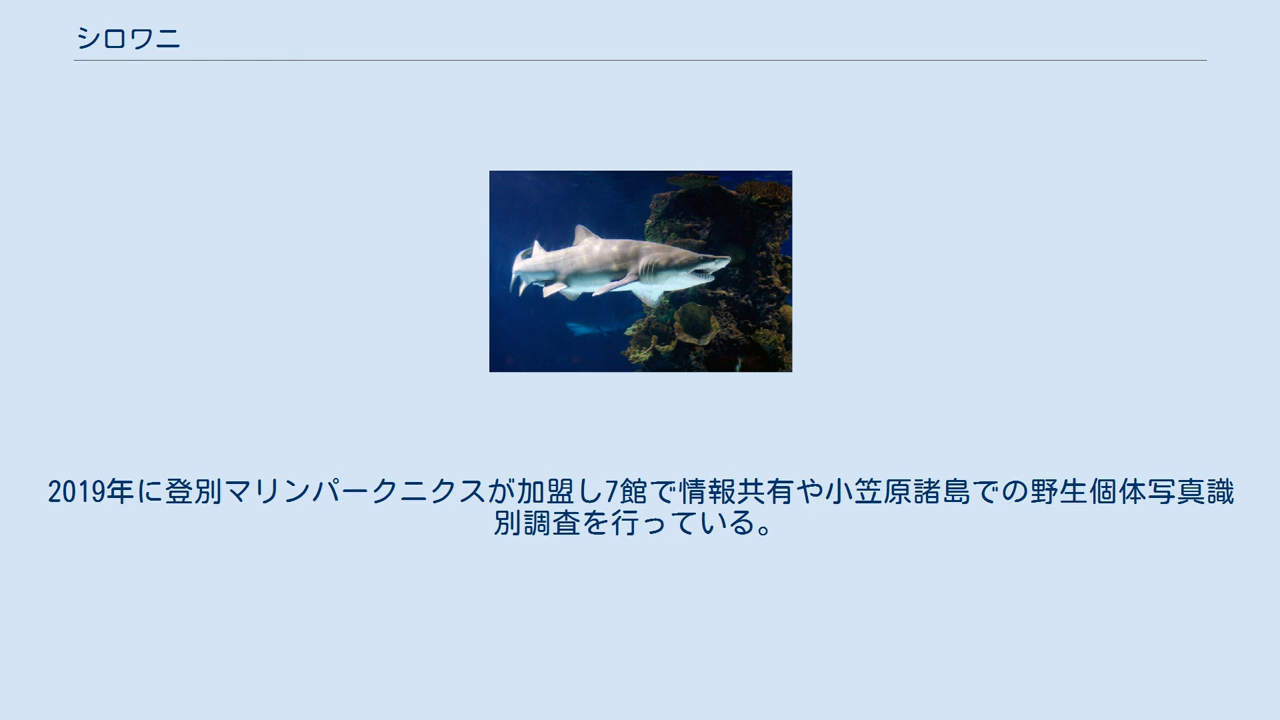 シロワニ
2019年に登別マリンパークニクスが加盟し7館で情報共有や小笠原諸島での野生個体写真識
別調査を行っている。